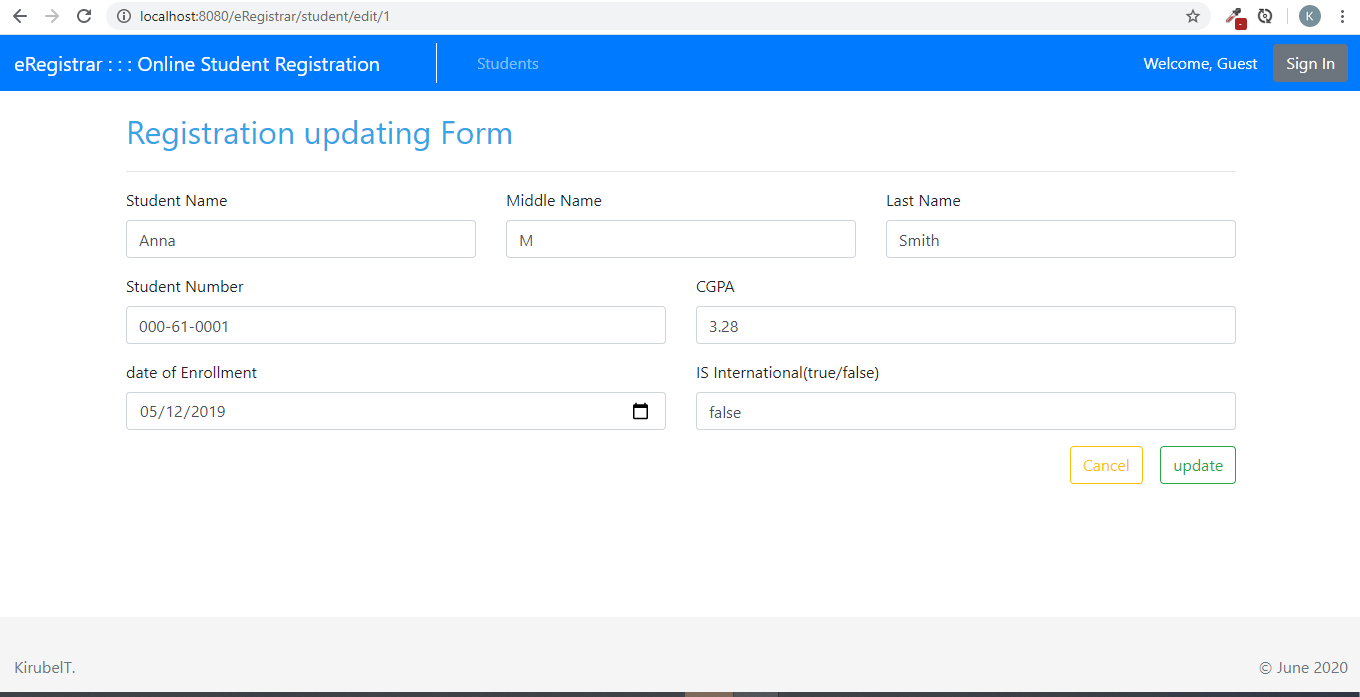 localhost:8080/eRegistrar/student/edit/1
K
eRegistrar : : : Online Student Registration Students Welcome, Guest Sign In
Registration updating Form
Student Name Middle Name Last Name
Anna M Smith
Student Number CGPA
000-61-0001 3.28
date of Enrollment IS International(true/false)
05/12/2019 false
Cancel update
KirubelT. © June 2020